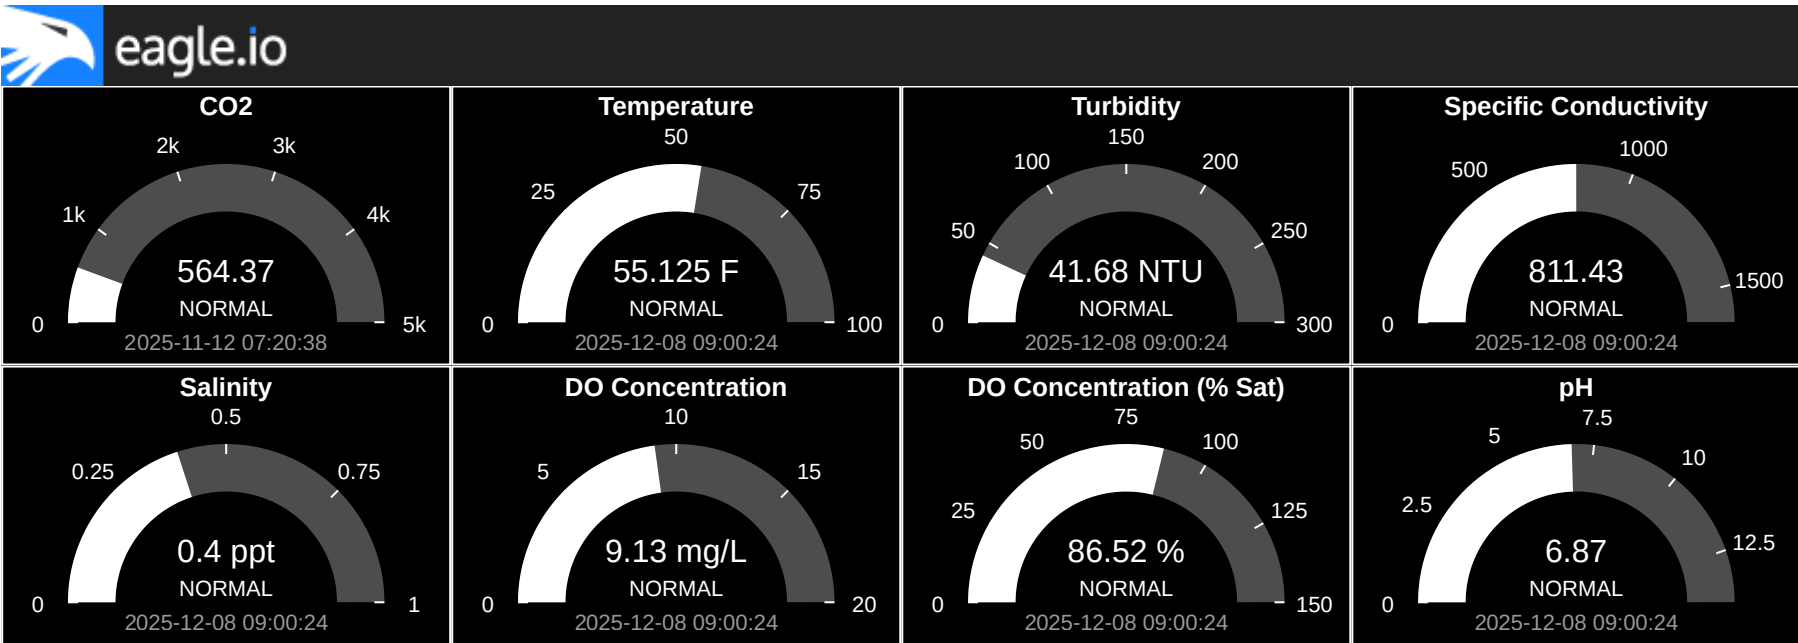 eagle.io
CO2
2k 3k
1k 4k
564.37
NORMAL
0 5k
2025-11-12 07:20:38
Temperature
50
25 75
55.125 F
NORMAL
0 100
2025-12-08 09:00:24
Turbidity
150
100 200
50 250
41.68 NTU
NORMAL
0 300
2025-12-08 09:00:24
Specific Conductivity
1000
500
811.43
1500
NORMAL
0
2025-12-08 09:00:24
Salinity
0.5
0.25 0.75
0.4 ppt
NORMAL
0 1
2025-12-08 09:00:24
DO Concentration
10
5 15
9.13 mg/L
NORMAL
0 20
2025-12-08 09:00:24
DO Concentration (% Sat)
75
50 100
25 125
86.52 %
NORMAL
0 150
2025-12-08 09:00:24
pH
7.5
5
10
2.5
12.5
6.87
NORMAL
0
2025-12-08 09:00:24